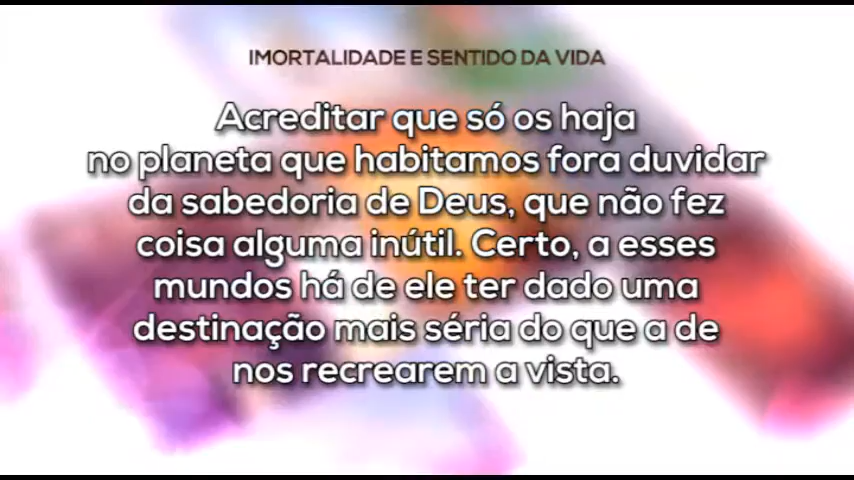 IMORTALIDADE E SENTIDO DA VIDA
Acreditar que só os haja
no planeta que habitamos fora duvidar
da sabedoria de Deus, que não fez
coisa alguma inútil. Certo, a esses
mundos há de ele ter dado uma
destinação mais séria do que a de
nos recrearem a vista.